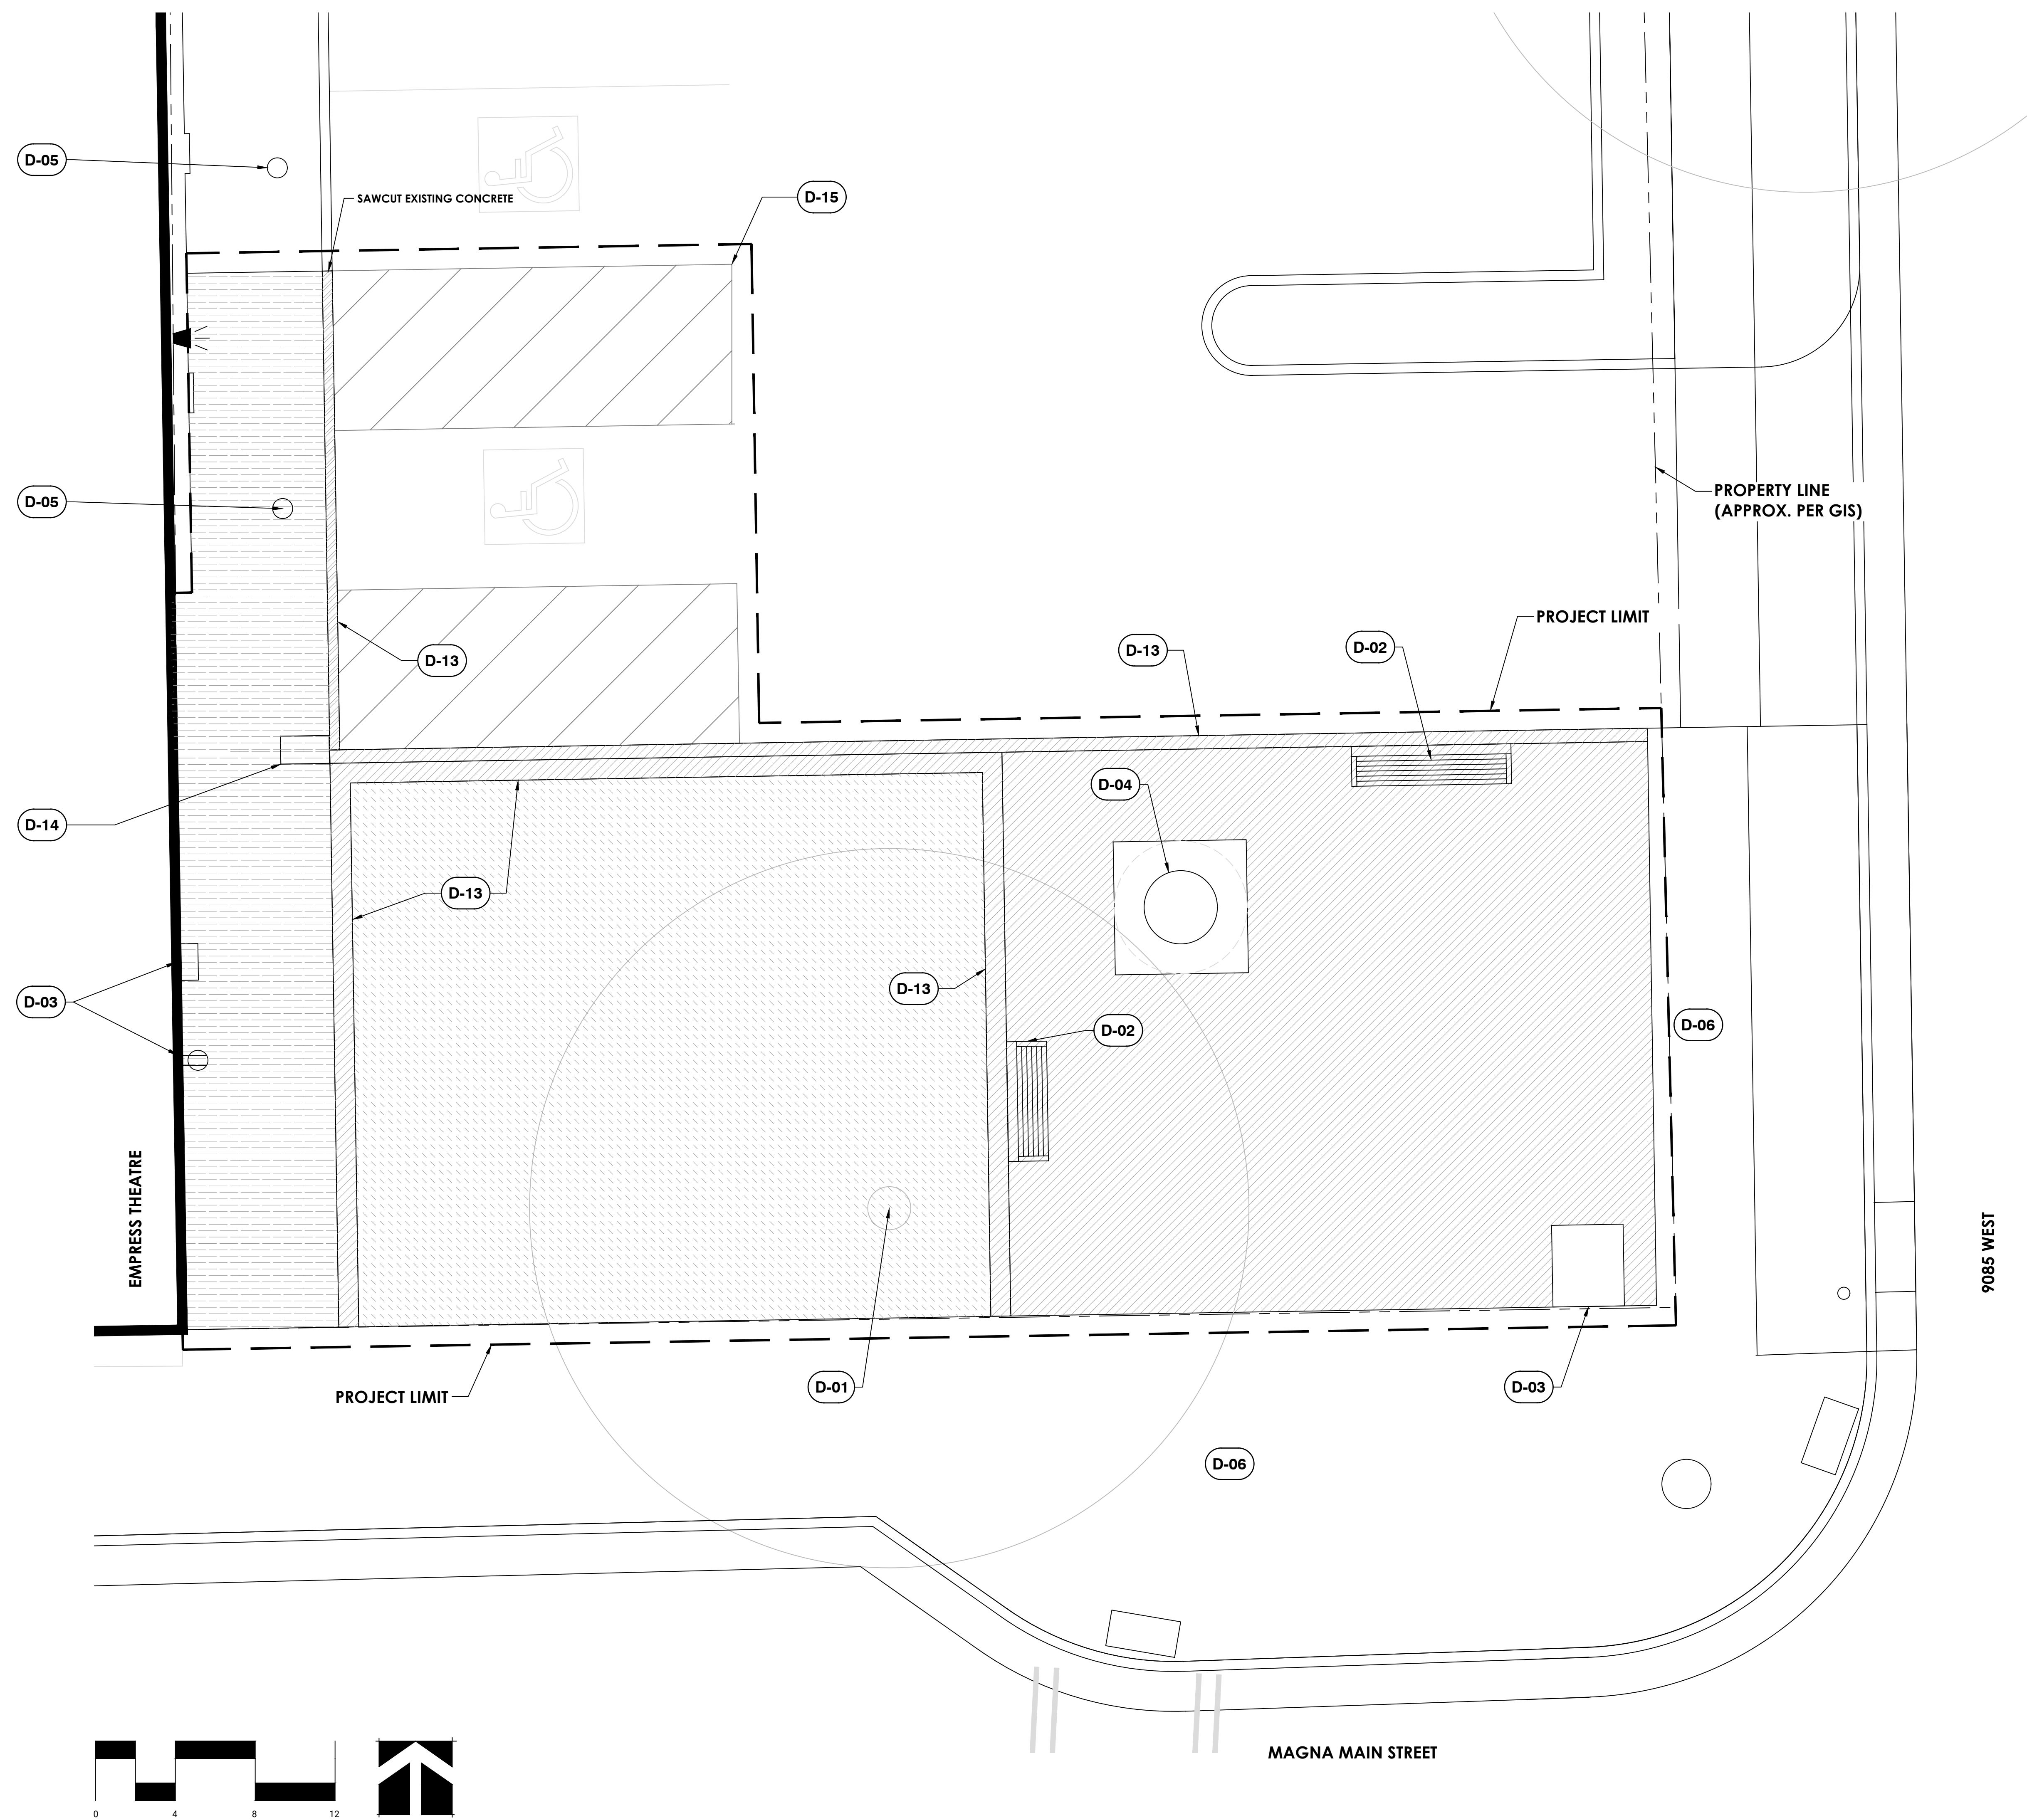 D-05
D-15
SAWCUT EXISTING CONCRETE
PROPERTY LINE
(APPROX. PER GIS)
D-05
PROJECT LIMIT
D-13
D-13
D-02
D-04
D-14
D-13
D-13
D-03
D-02
D-06
EMPRESS THEATRE
9085 WEST
PROJECT LIMIT
D-01
D-03
D-06
MAGNA MAIN STREET
0 4 8 12